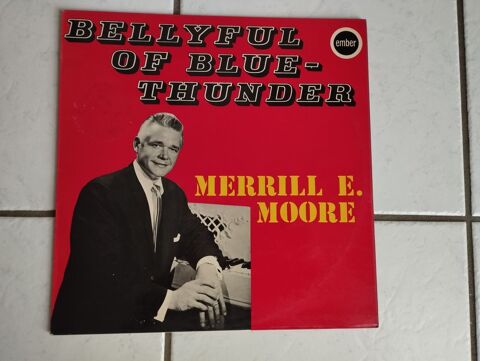 BELLYFUL
OF BLUE-
THUNDER
ember
MERRILL E.
MOORE